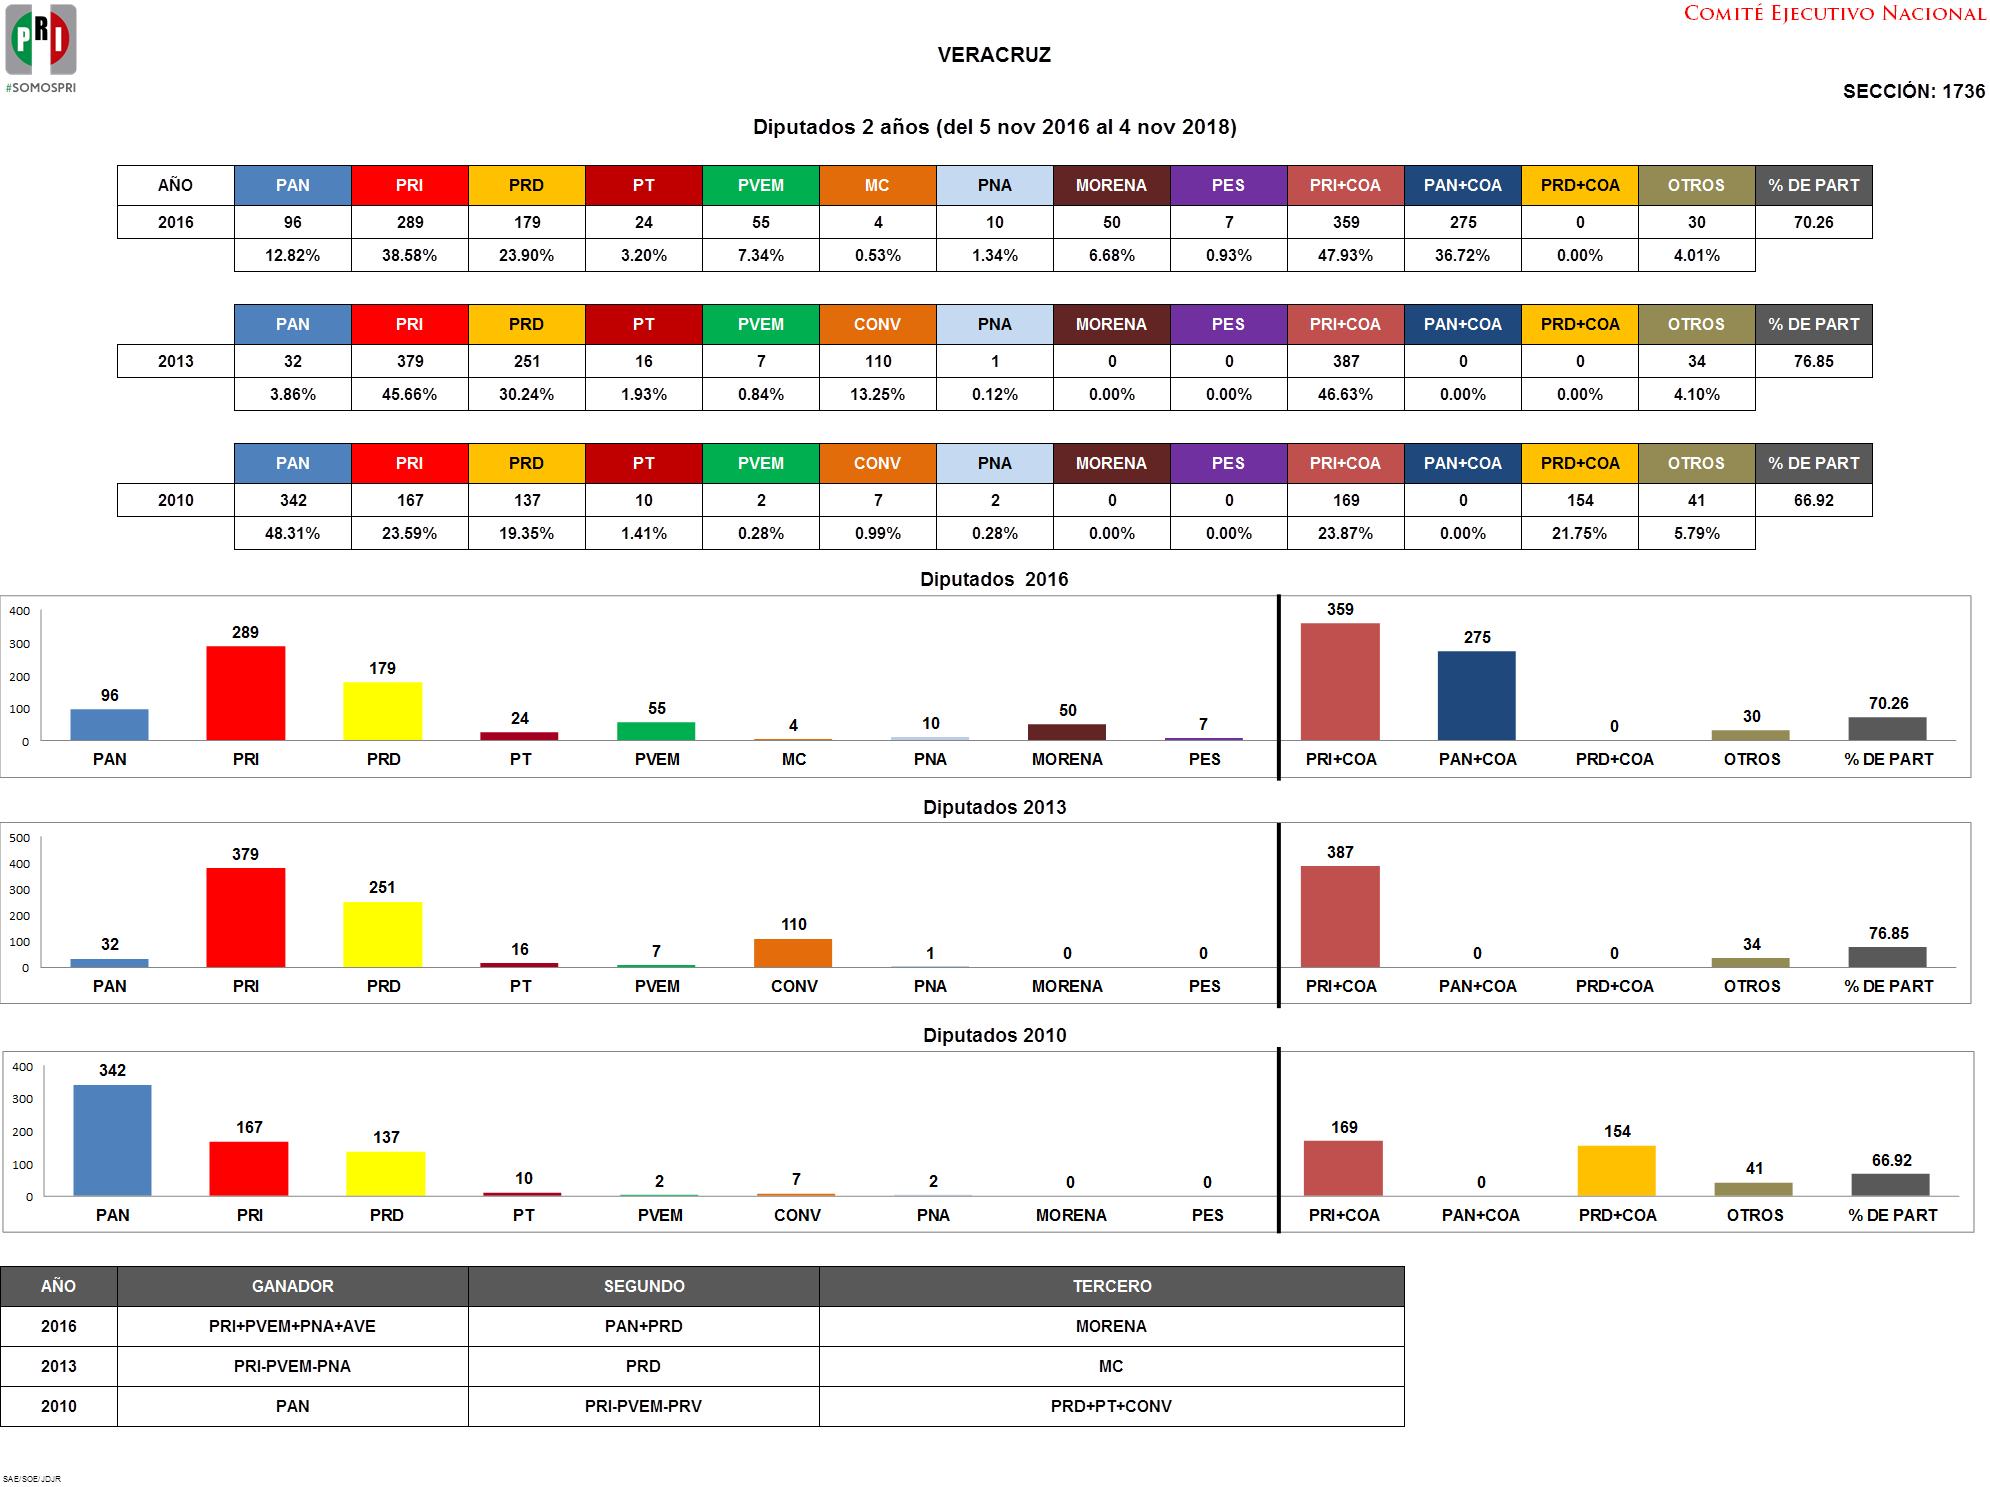 PRI
#SOMOSPRI
COMITÉ EJECUTIVO NACIONAL
VERACRUZ
SECCIÓN: 1736
Diputados 2 años (del 5 nov 2016 al 4 nov 2018)
AÑO PAN PRI PRD PT PVEM MC PNA MORENA PES PRI+COA PAN+COA PRD+COA OTROS % DE PART
2016 96 289 179 24 55 4 10 50 7 359 275 0 30 70.26
12.82% 38.58% 23.90% 3.20% 7.34% 0.53% 1.34% 6.68% 0.93% 47.93% 36.72% 0.00% 4.01%
PAN PRI PRD PT PVEM CONV PNA MORENA PES PRI+COA PAN+COA PRD+COA OTROS % DE PART
2013 32 379 251 16 7 110 1 0 0 387 0 0 34 76.85
3.86% 45.66% 30.24% 1.93% 0.84% 13.25% 0.12% 0.00% 0.00% 46.63% 0.00% 0.00% 4.10%
PAN PRI PRD PT PVEM CONV PNA MORENA PES PRI+COA PAN+COA PRD+COA OTROS % DE PART
2010 342 167 137 10 2 7 2 0 0 169 0 154 41 66.92
48.31% 23.59% 19.35% 1.41% 0.28% 0.99% 0.28% 0.00% 0.00% 23.87% 0.00% 21.75% 5.79%
Diputados 2016
400
300
200
100
0
96 289 179 24 55 4 10 50 7 359 275 0 30 70.26
PAN PRI PRD PT PVEM MC PNA MORENA PES PRI+COA PAN+COA PRD+COA OTROS % DE PART
Diputados 2013
500
400
300
200
100
0
32 379 251 16 7 110 1 0 0 387 0 0 34 76.85
PAN PRI PRD PT PVEM CONV PNA MORENA PES PRI+COA PAN+COA PRD+COA OTROS % DE PART
Diputados 2010
400
300
200
100
0
342 167 137 10 2 7 2 0 0 169 0 154 41 66.92
PAN PRI PRD PT PVEM CONV PNA MORENA PES PRI+COA PAN+COA PRD+COA OTROS % DE PART
AÑO GANADOR SEGUNDO TERCERO
2016 PRI+PVEM+PNA+AVE PAN+PRD MORENA
2013 PRI-PVEM-PNA PRD MC
2010 PAN PRI-PVEM-PRV PRD+PT+CONV
SAE/SOE/JDJR